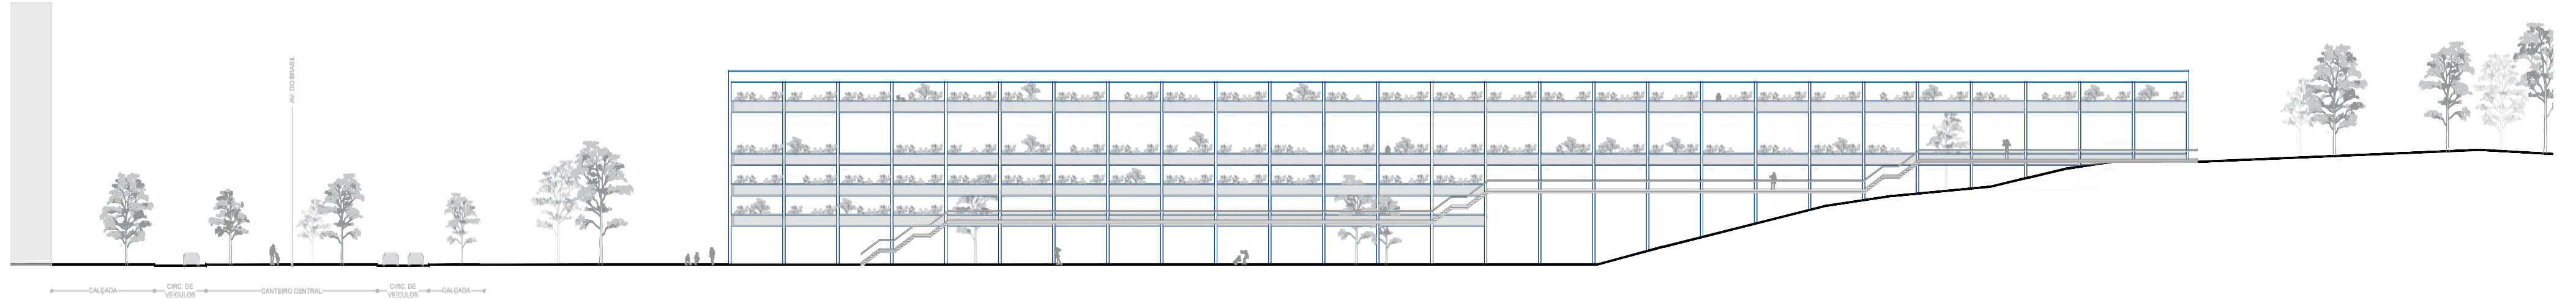 AV. DO BRASIL
CALÇADA
CIRC. DE
VEÍCULOS
CANTEIRO CENTRAL
CIRC. DE
VEÍCULOS
CALÇADA